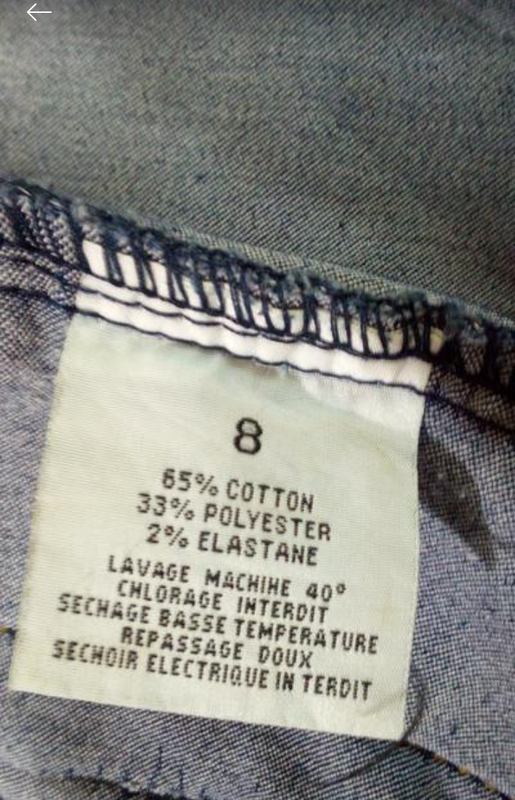 8
65% COTTON
33% POLYESTER
2% ELASTANE
LAVAGE MACHIHE 40°
CHLORAGE INTERDIT
SECHAGE BASSE TEMPERATURE
REPASSAGE DOUX
SECHOIR ELECTRIQUE IN TERDIT